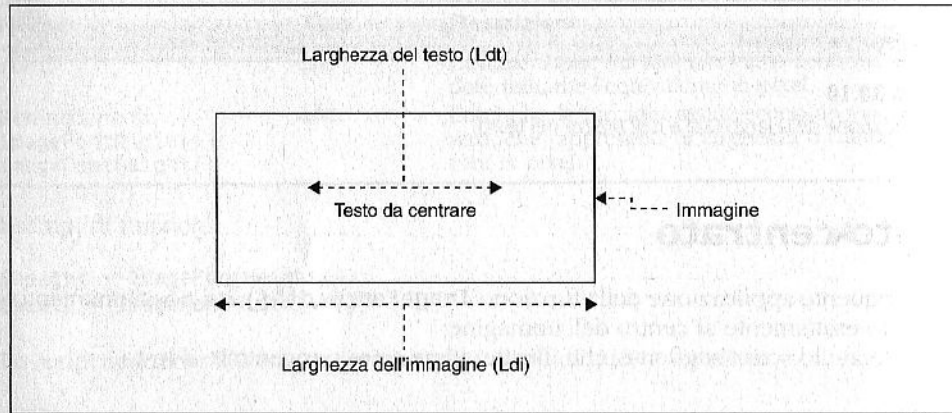 Larghezza del testo (Ldt)
Testo da centrare
Immagine
Larghezza dell'immagine (Ldi)